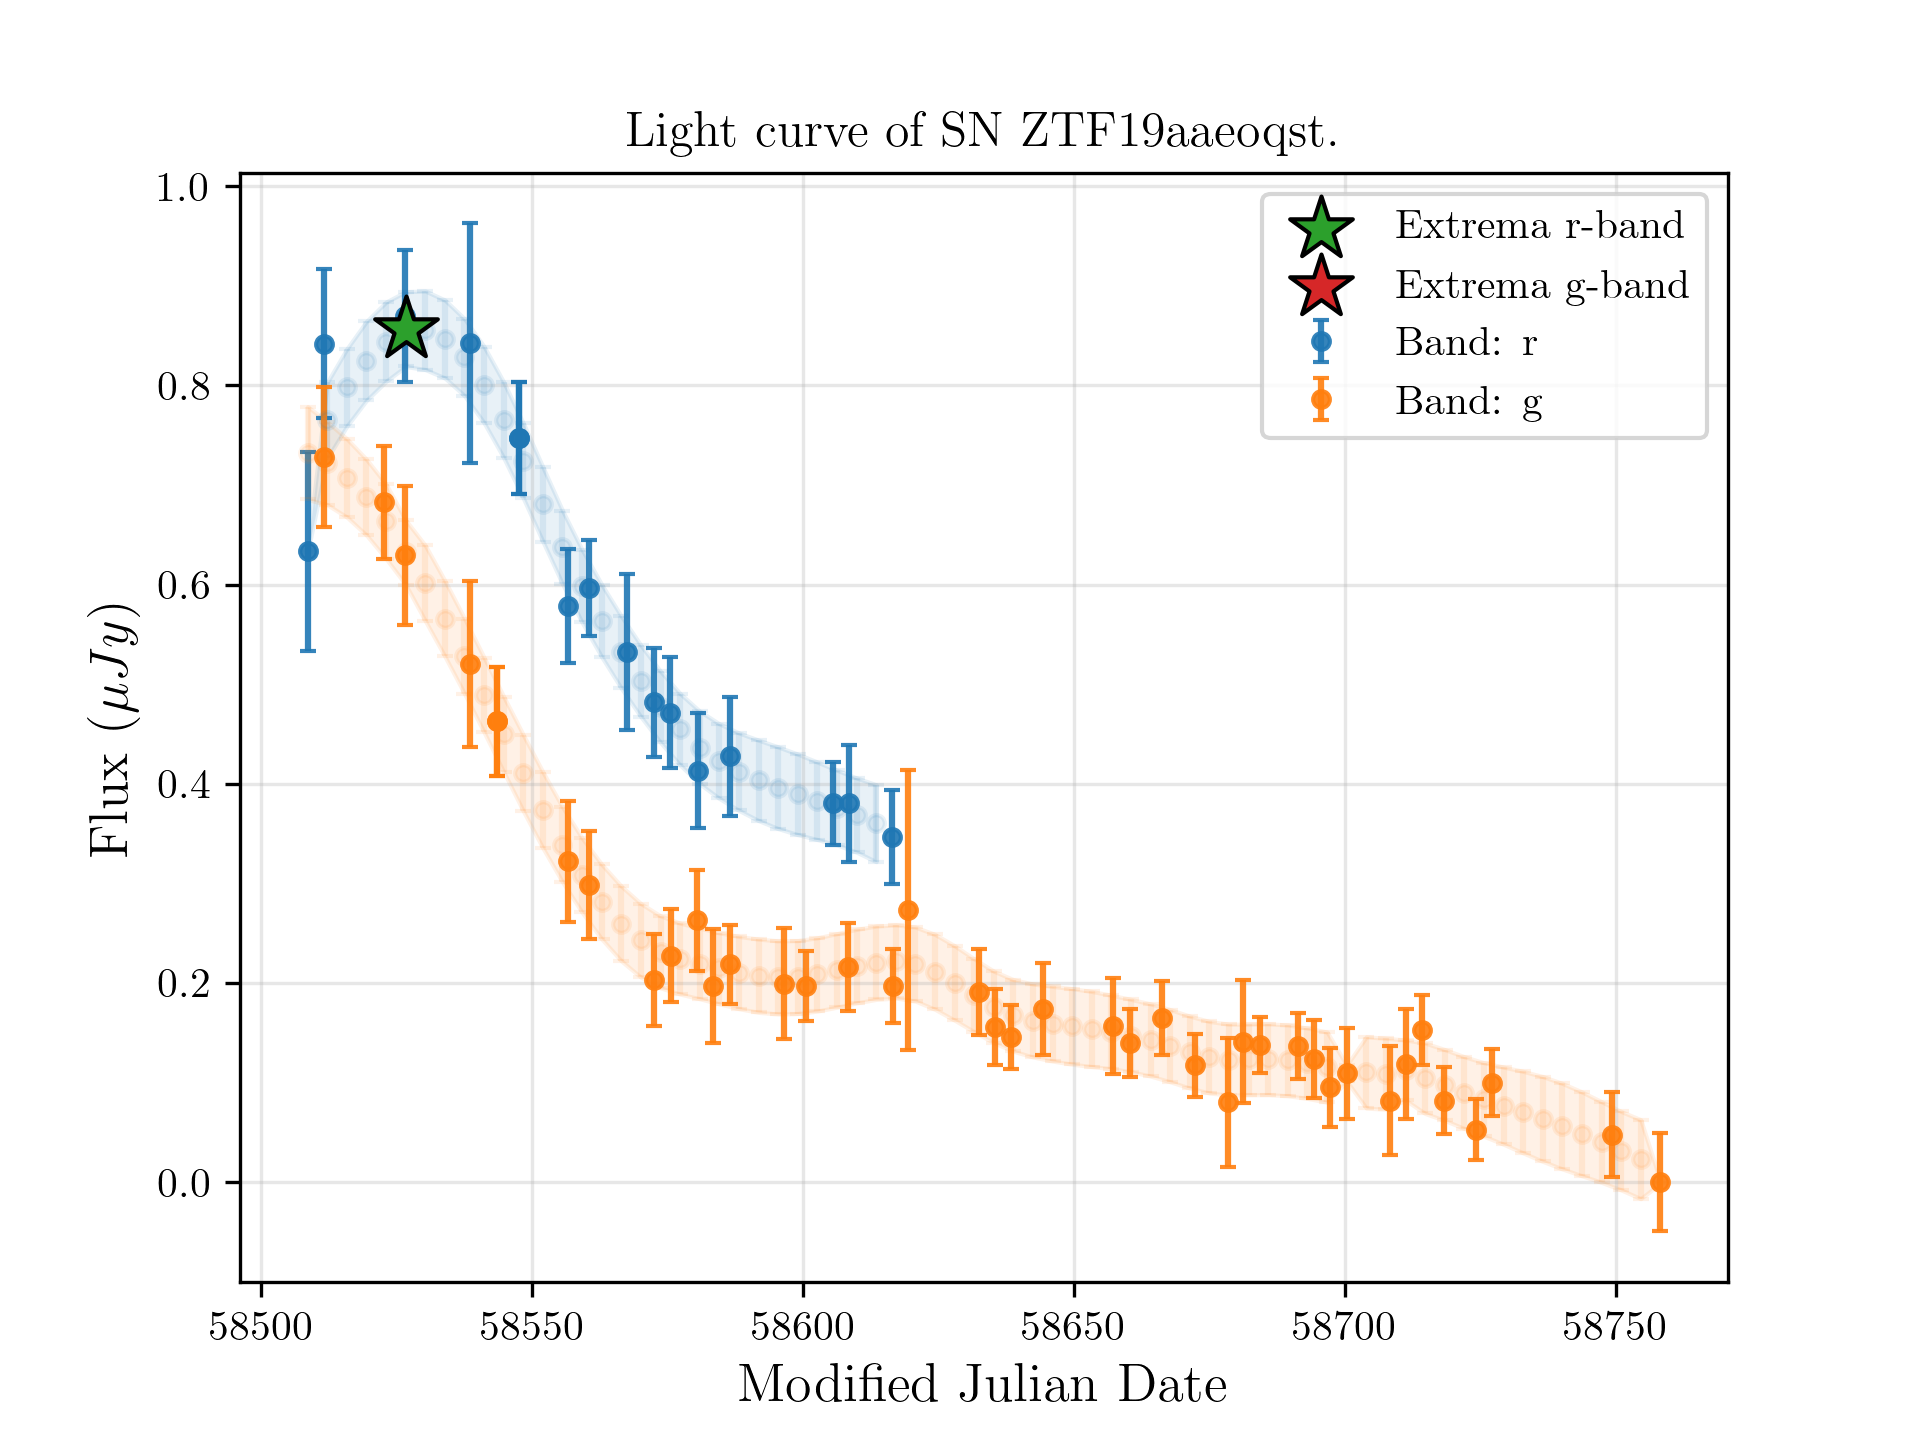 Light curve of SN ZTF19aaeoqst.
1.0
0.8
0.6
0.4
0.2
0.0
Flux (μJy)
Extrema r-band
Extrema g-band
Band: r
Band: g
58500 58550 58600 58650 58700 58750
Modified Julian Date